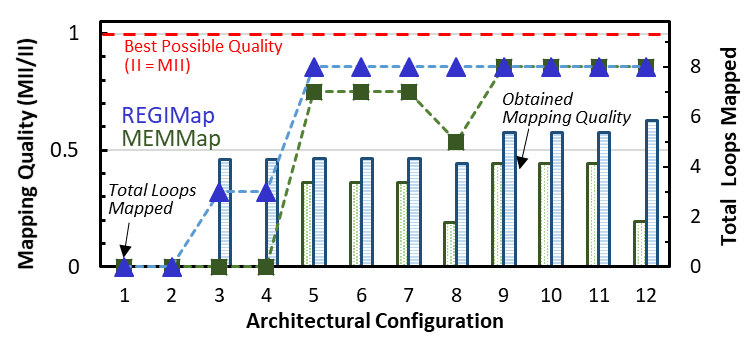 Mapping Quality (MII/II)
1
0.5
0
Best Possible Quality
(II = MII)
REGIMap
MEMMap
Total Loops
Mapped
Obtained
Mapping Quality
8
6
4
2
0
Total Loops Mapped
1 2 3 4 5 6 7 8 9 10 11 12
Architectural Configuration